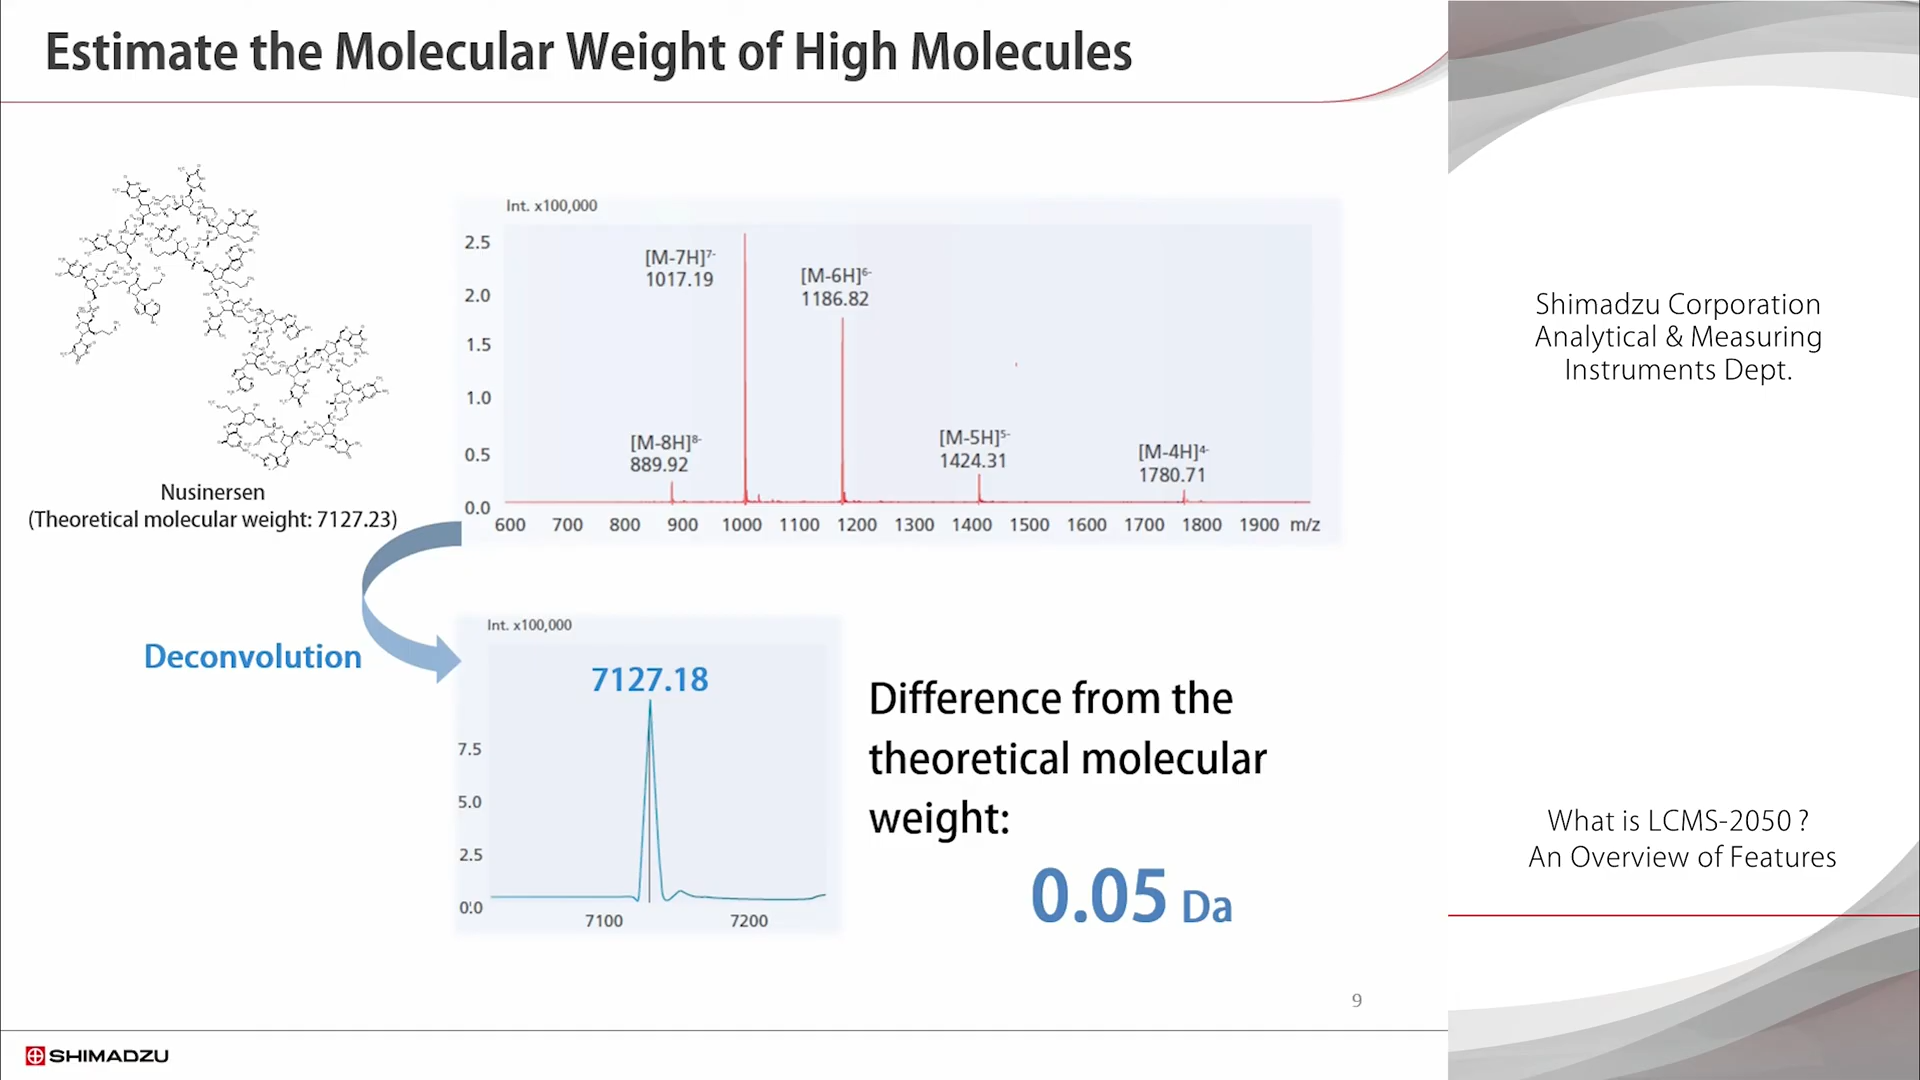 Estimate the Molecular Weight of High Molecules
Nusinersen
(Theoretical molecular weight: 7127.23)
Int. x100,000
2.5
2.0
1.5
1.0
0.5
0.0
[M-7H]7-
1017.19
[M-6H]6-
1186.82
[M-8H]8-
889.92
[M-5H]5-
1424.31
[M-4H]4-
1780.71
600 700 800 900 1000 1100 1200 1300 1400 1500 1600 1700 1800 1900 m/z
Deconvolution
Int. x100,000
7127.18
7.5
5.0
2.5
0.0
7100 7200
Difference from the
theoretical molecular
weight:
0.05 Da
9
SHIMADZU
Shimadzu Corporation
Analytical & Measuring
Instruments Dept.
What is LCMS-2050 ?
An Overview of Features